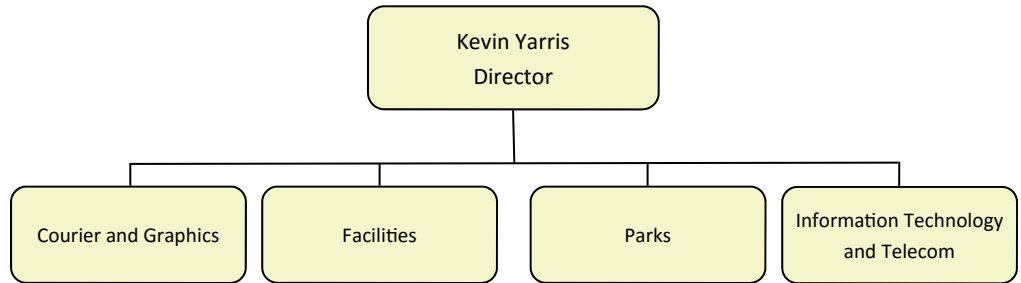 Kevin Yarris
Director
Courier and Graphics
Facilities
Parks
Information Technology
and Telecom